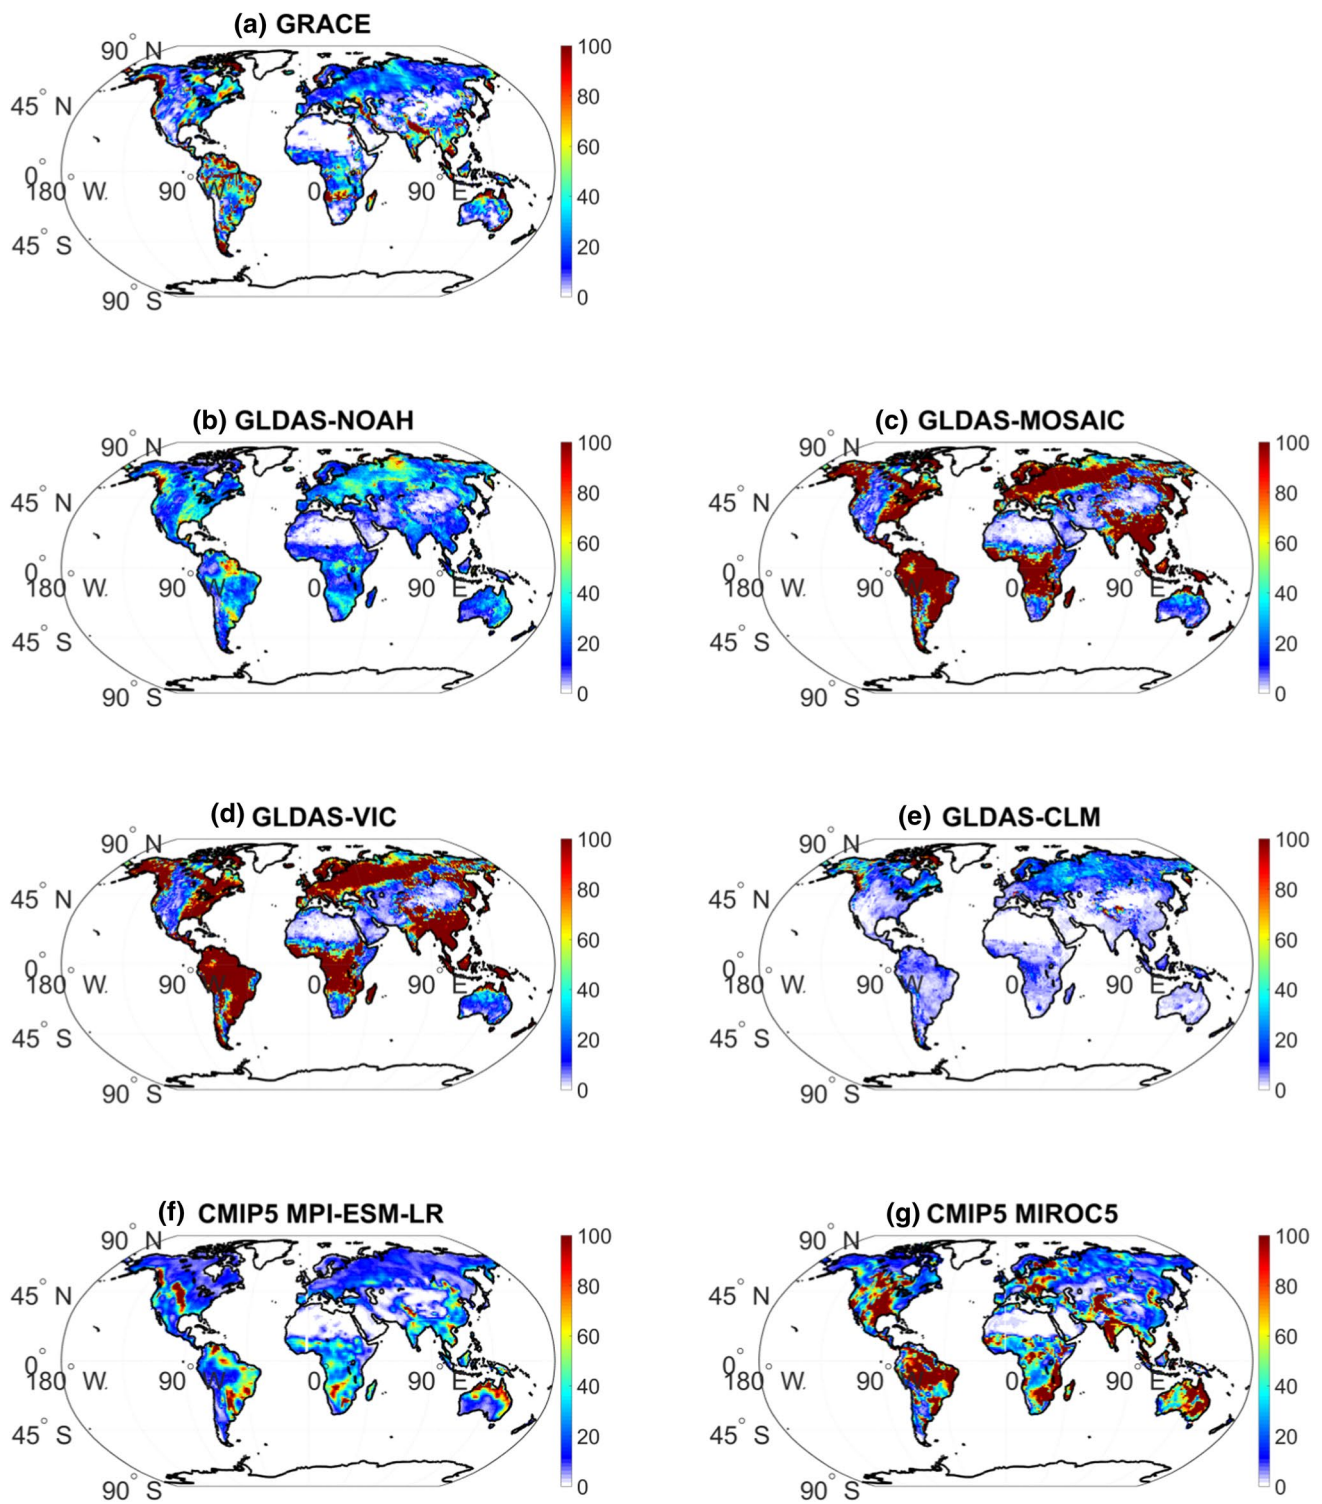 (a) GRACE
90° N
45° N
0°
180° W.
90° W
0
90° E
45° S
90° S
100
80
60
40
20
0
(b) GLDAS-NOAH
90° N
45° N
0°
180° W.
90° W
0
90° E
45° S
90° S
100
80
60
40
20
0
(c) GLDAS-MOSAIC
90° N
45° N
0°
180° W.
90° W
0
90° E
45° S
90° S
100
80
60
40
20
0
(d) GLDAS-VIC
90° N
45° N
0°
180° W.
90° W
0
90° E
45° S
90° S
100
80
60
40
20
0
(e) GLDAS-CLM
90° N
45° N
0°
180° W.
90° W
0
90° E
45° S
90° S
100
80
60
40
20
0
(f) CMIP5 MPI-ESM-LR
90° N
45° N
0°
180° W.
90° W
0
90° E
45° S
90° S
100
80
60
40
20
0
(g) CMIP5 MIROC5
90° N
45° N
0°
180° W.
90° W
0
90° E
45° S
90° S
100
80
60
40
20
0